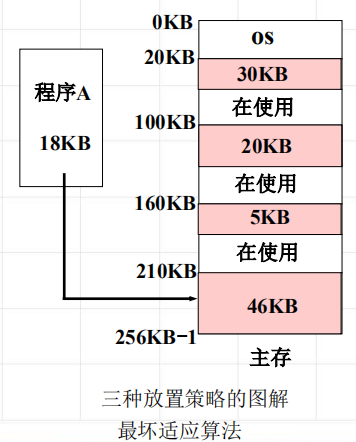 0KB
os
20KB
30KB
程序A
18KB
在使用
100KB
20KB
在使用
160KB
5KB
在使用
210KB
46KB
256KB-1
主存
三种放置策略的图解
最坏适应算法